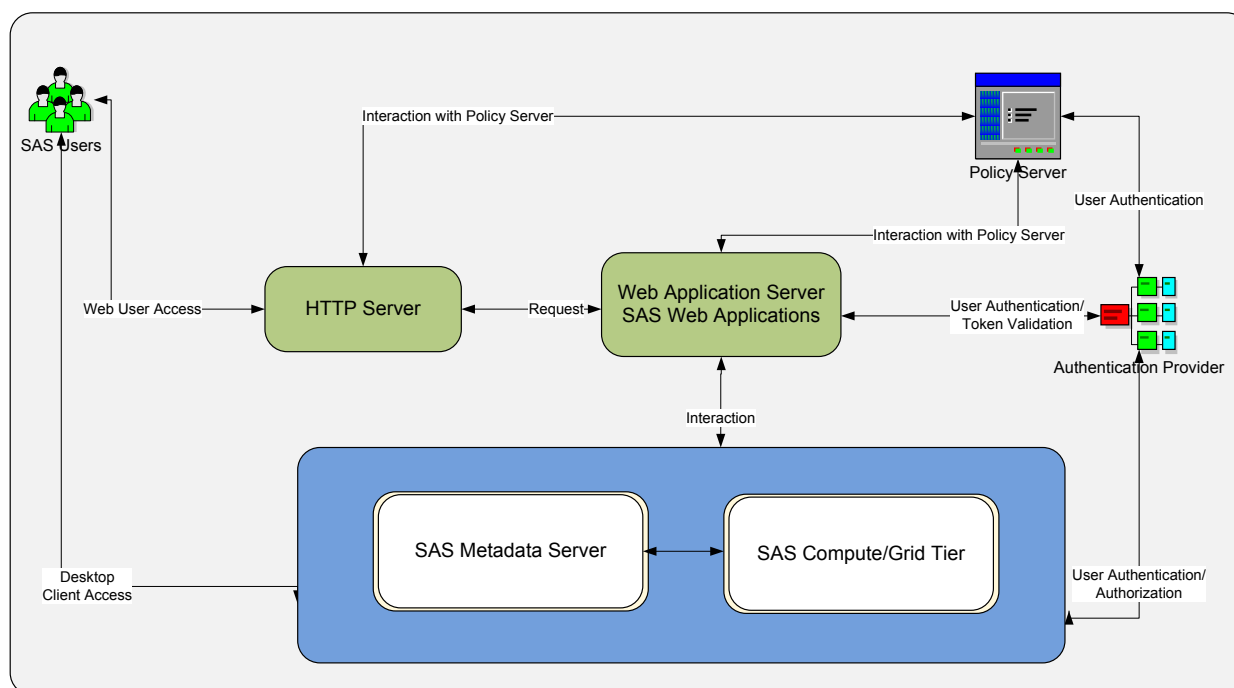 SAS Users
Interaction with Policy Server
Policy Server
User Authentication
Interaction with Policy Server
Web User Access
HTTP Server
Request
Web Application Server
SAS Web Applications
User Authentication/
Token Validation
Authentication Provider
Interaction
SAS Metadata Server
SAS Compute/Grid Tier
Desktop
Client Access
User Authentication/
Authorization